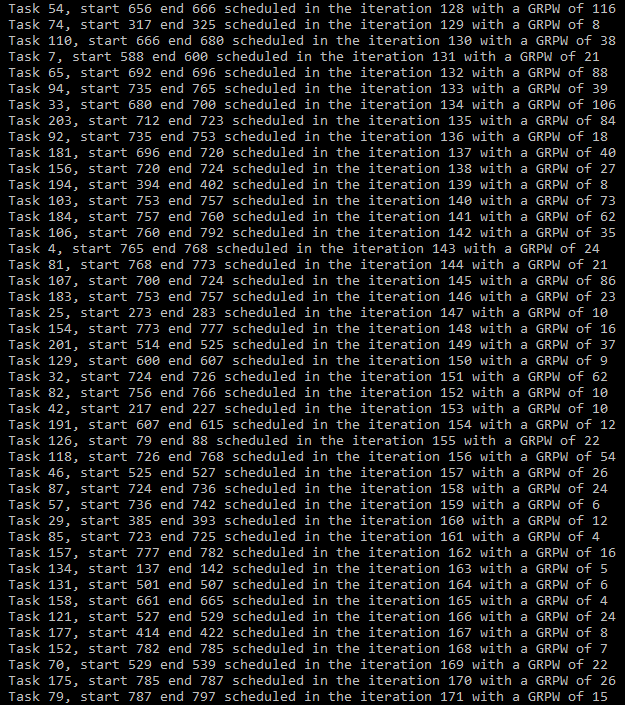 Task 54, start 656 end 666 scheduled in the iteration 128 with a GRPW of 116
Task 74, start 317 end 325 scheduled in the iteration 129 with a GRPW of 8
Task 110, start 666 end 680 scheduled in the iteration 130 with a GRPW of 38
Task 7, start 588 end 600 scheduled in the iteration 131 with a GRPW of 21
Task 65, start 692 end 696 scheduled in the iteration 132 with a GRPW of 88
Task 94, start 735 end 765 scheduled in the iteration 133 with a GRPW of 39
Task 33, start 680 end 700 scheduled in the iteration 134 with a GRPW of 106
Task 203, start 712 end 723 scheduled in the iteration 135 with a GRPW of 84
Task 92, start 735 end 753 scheduled in the iteration 136 with a GRPW of 18
Task 181, start 696 end 720 scheduled in the iteration 137 with a GRPW of 40
Task 156, start 720 end 724 scheduled in the iteration 138 with a GRPW of 27
Task 194, start 394 end 402 scheduled in the iteration 139 with a GRPW of 8
Task 103, start 753 end 757 scheduled in the iteration 140 with a GRPW of 73
Task 184, start 757 end 760 scheduled in the iteration 141 with a GRPW of 62
Task 106, start 760 end 792 scheduled in the iteration 142 with a GRPW of 35
Task 4, start 765 end 768 scheduled in the iteration 143 with a GRPW of 24
Task 81, start 768 end 773 scheduled in the iteration 144 with a GRPW of 21
Task 107, start 700 end 724 scheduled in the iteration 145 with a GRPW of 86
Task 183, start 753 end 757 scheduled in the iteration 146 with a GRPW of 23
Task 25, start 273 end 283 scheduled in the iteration 147 with a GRPW of 10
Task 154, start 773 end 777 scheduled in the iteration 148 with a GRPW of 16
Task 201, start 514 end 525 scheduled in the iteration 149 with a GRPW of 37
Task 129, start 600 end 607 scheduled in the iteration 150 with a GRPW of 9
Task 32, start 724 end 726 scheduled in the iteration 151 with a GRPW of 62
Task 82, start 756 end 766 scheduled in the iteration 152 with a GRPW of 10
Task 42, start 217 end 227 scheduled in the iteration 153 with a GRPW of 10
Task 191, start 607 end 615 scheduled in the iteration 154 with a GRPW of 12
Task 126, start 79 end 88 scheduled in the iteration 155 with a GRPW of 22
Task 118, start 726 end 768 scheduled in the iteration 156 with a GRPW of 54
Task 46, start 525 end 527 scheduled in the iteration 157 with a GRPW of 26
Task 87, start 724 end 736 scheduled in the iteration 158 with a GRPW of 24
Task 57, start 736 end 742 scheduled in the iteration 159 with a GRPW of 6
Task 29, start 385 end 393 scheduled in the iteration 160 with a GRPW of 12
Task 85, start 723 end 725 scheduled in the iteration 161 with a GRPW of 4
Task 157, start 777 end 782 scheduled in the iteration 162 with a GRPW of 16
Task 134, start 137 end 142 scheduled in the iteration 163 with a GRPW of 5
Task 131, start 501 end 507 scheduled in the iteration 164 with a GRPW of 6
Task 158, start 661 end 665 scheduled in the iteration 165 with a GRPW of 4
Task 121, start 527 end 529 scheduled in the iteration 166 with a GRPW of 24
Task 177, start 414 end 422 scheduled in the iteration 167 with a GRPW of 8
Task 152, start 782 end 785 scheduled in the iteration 168 with a GRPW of 7
Task 70, start 529 end 539 scheduled in the iteration 169 with a GRPW of 22
Task 175, start 785 end 787 scheduled in the iteration 170 with a GRPW of 26
Task 79, start 787 end 797 scheduled in the iteration 171 with a GRPW of 15